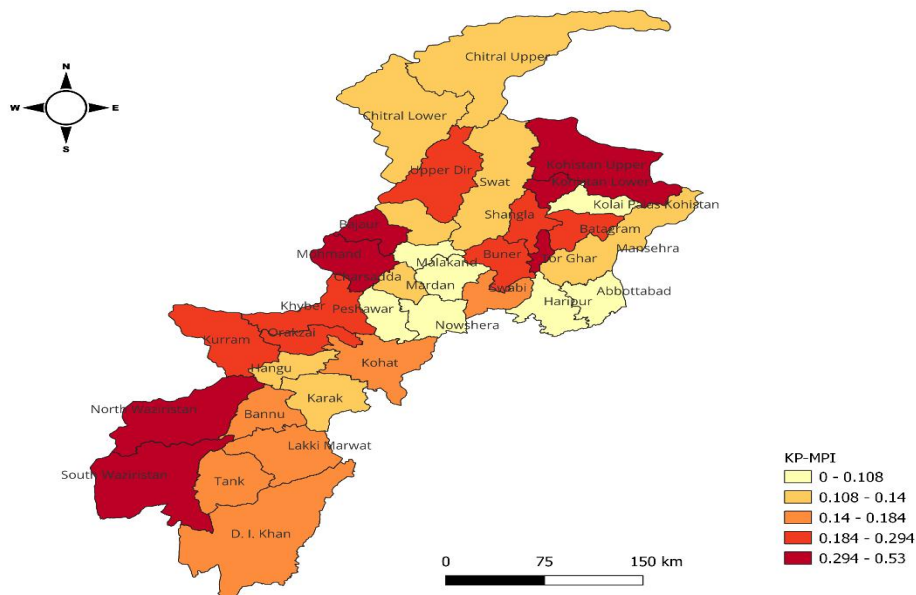 Chitral Upper
N
W E
S
Chitral Lower
Upper Dir
Kohistan Upper
Swat
Kohistan Lower
Kolai Palas Kohistan
Shangla
Bajaur
Batagram
Mansehra
Mohmand
Malakand
Buner
Tor Ghar
Charsadda
Mardan
Swabi
Abbottabad
Haripur
Khyber
Peshawar
Nowshera
Orakzai
Kurram
Kohat
Hangu
Karak
North Waziristan
Bannu
Lakki Marwat
South Waziristan
Tank
D. I. Khan
KP-MPI
0 - 0.108
0.108 - 0.14
0.14 - 0.184
0.184 - 0.294
0.294 - 0.53
0 75 150 km